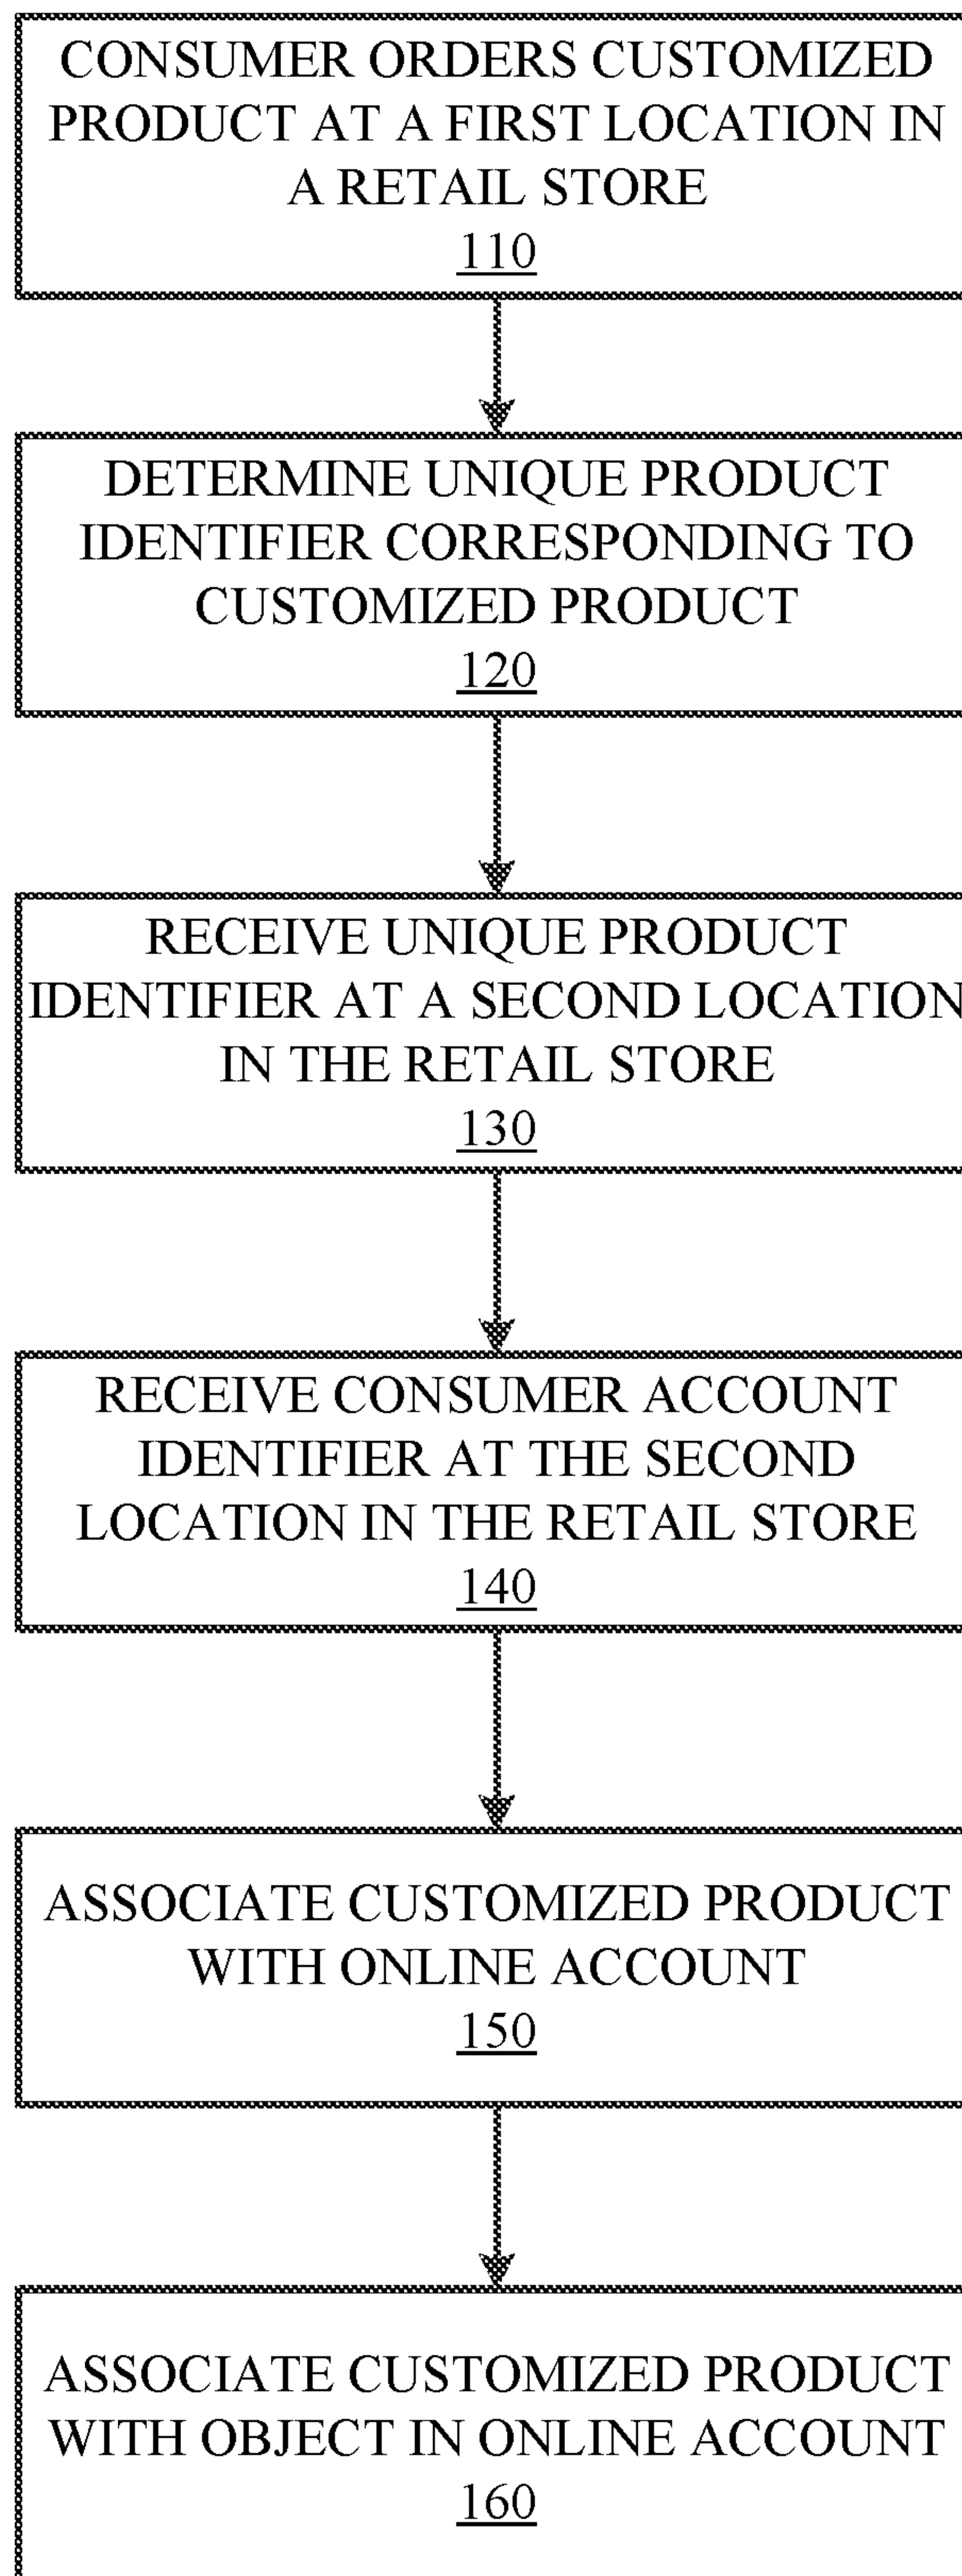 CONSUMER ORDERS CUSTOMIZED
PRODUCT AT A FIRST LOCATION IN
A RETAIL STORE
110
DETERMINE UNIQUE PRODUCT
IDENTIFIER CORRESPONDING TO
CUSTOMIZED PRODUCT
120
RECEIVE UNIQUE PRODUCT
IDENTIFIER AT A SECOND LOCATION
IN THE RETAIL STORE
130
RECEIVE CONSUMER ACCOUNT
IDENTIFIER AT THE SECOND
LOCATION IN THE RETAIL STORE
140
ASSOCIATE CUSTOMIZED PRODUCT
WITH ONLINE ACCOUNT
150
ASSOCIATE CUSTOMIZED PRODUCT
WITH OBJECT IN ONLINE ACCOUNT
160